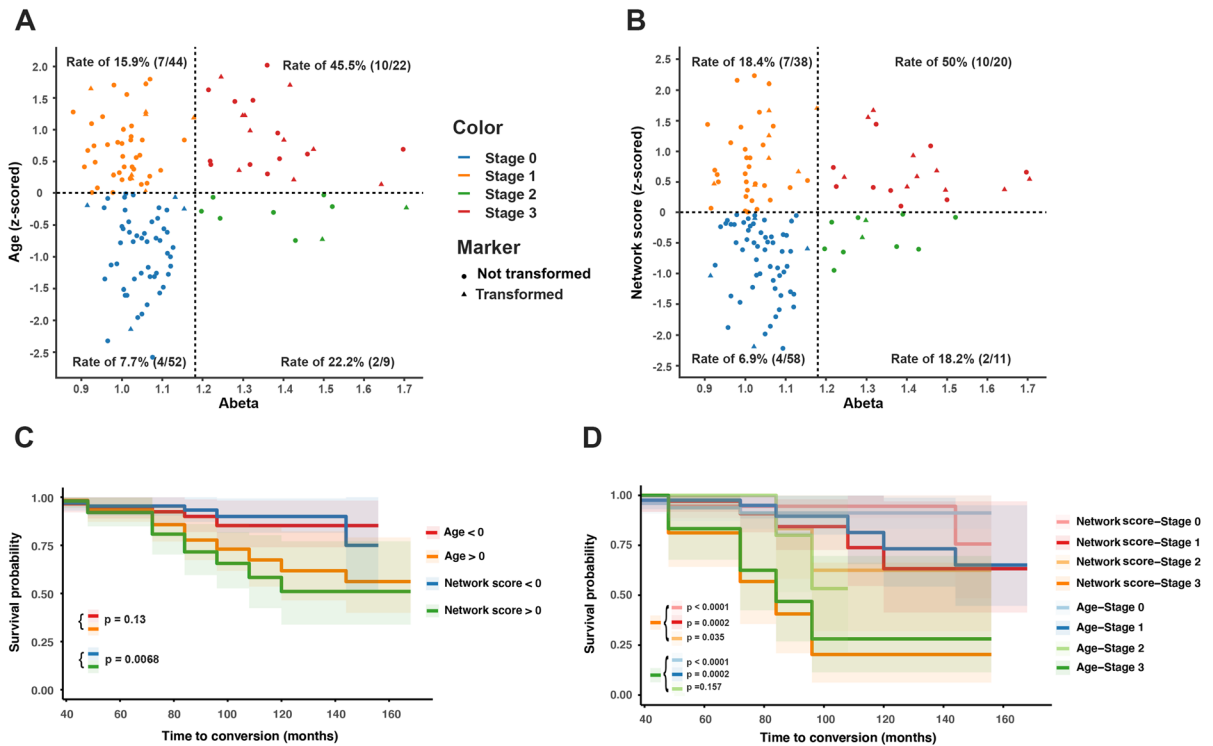 A
Rate of 15.9% (7/44)
Rate of 45.5% (10/22)
Age (z-scored)
2.0
1.5
1.0
0.5
0
-0.5
-1.0
-1.5
-2.0
-2.5
Rate of 7.7% (4/52)
Rate of 22.2% (2/9)
0.9 1.0 1.1 1.2 1.3 1.4 1.5 1.6 1.7
Abeta
Color
Stage 0
Stage 1
Stage 2
Stage 3
Marker
Not transformed
Transformed
B
Rate of 18.4% (7/38)
Rate of 50% (10/20)
Network score (z-scored)
2.5
2.0
1.5
1.0
0.5
0
-0.5
-1.0
-1.5
-2.0
-2.5
Rate of 6.9% (4/58)
Rate of 18.2% (2/11)
0.9 1.0 1.1 1.2 1.3 1.4 1.5 1.6 1.7
Abeta
C
Survival probability
1.00
0.75
0.50
0.25
0.00
p = 0.13
p = 0.0068
40 60 80 100 120 140 160
Time to conversion (months)
Age < 0
Age > 0
Network score < 0
Network score > 0
D
Survival probability
1.00
0.75
0.50
0.25
0.00
p < 0.0001
p = 0.0002
p = 0.035
p < 0.0001
p = 0.0002
p =0.157
40 60 80 100 120 140 160
Time to conversion (months)
Network score–Stage 0
Network score–Stage 1
Network score–Stage 2
Network score–Stage 3
Age–Stage 0
Age–Stage 1
Age–Stage 2
Age–Stage 3